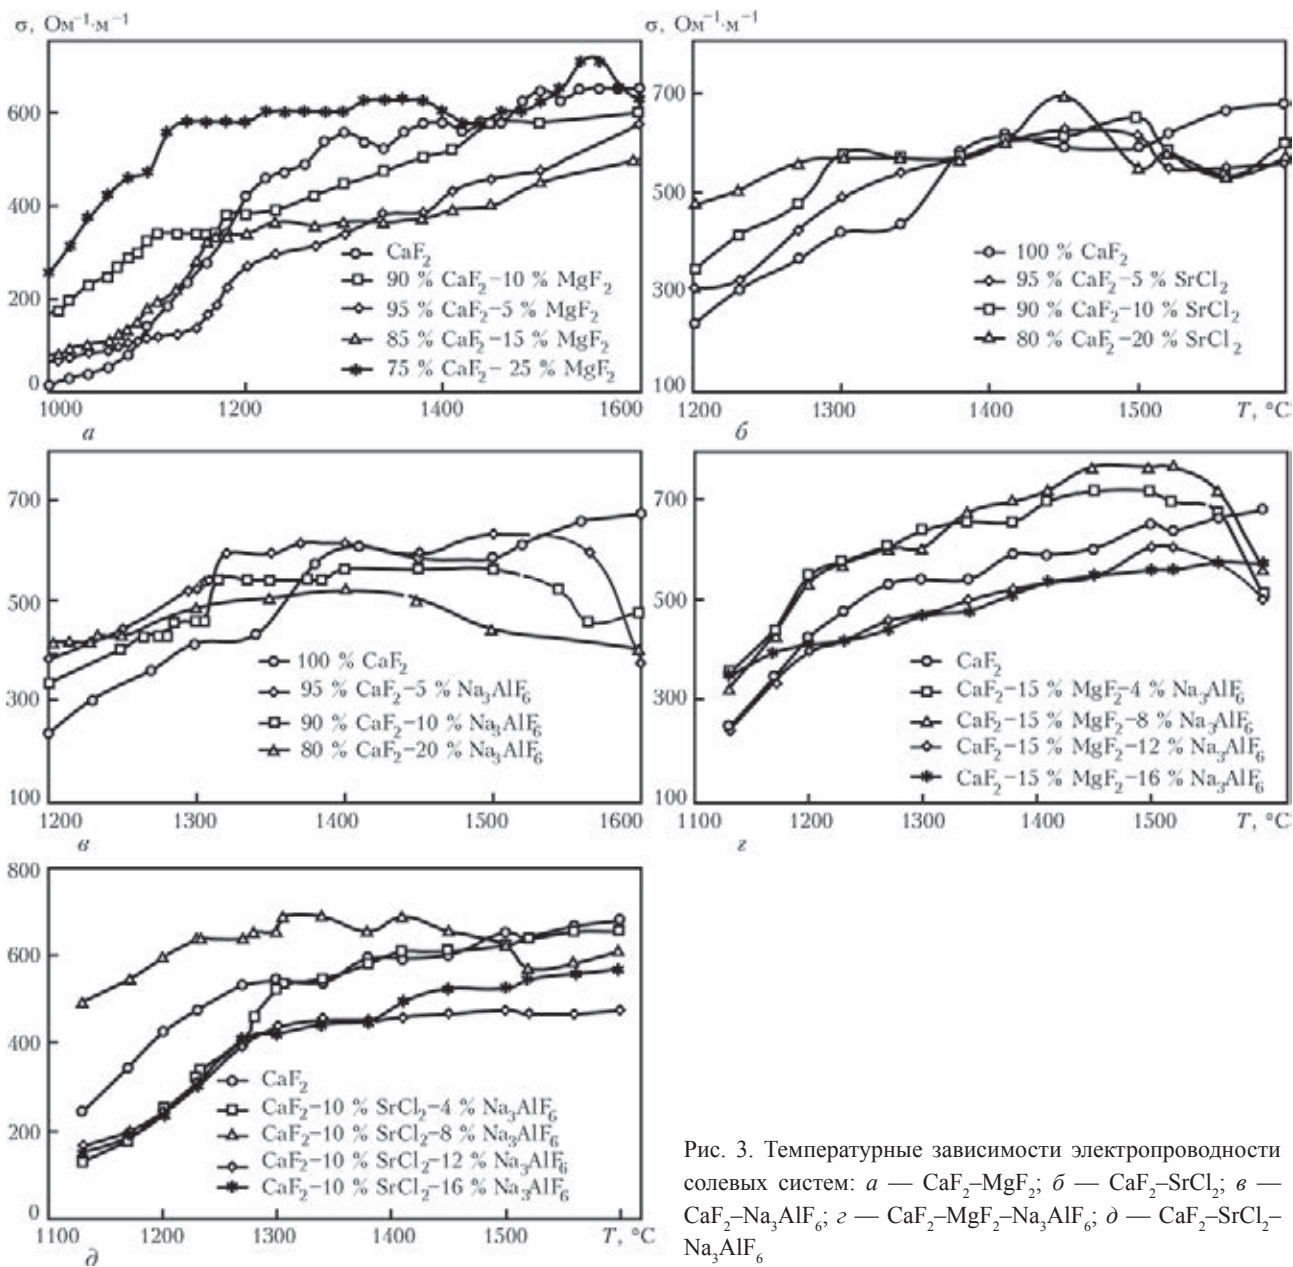 σ, Ом⁻¹·м⁻¹
600
400
200
0
1000 1200 1400 1600
а
CaF₂
90 % CaF₂–10 % MgF₂
95 % CaF₂–5 % MgF₂
85 % CaF₂–15 % MgF₂
75 % CaF₂– 25 % MgF₂
σ, Ом⁻¹·м⁻¹
700
500
300
100
1200 1300 1400 1500 T, °C
б
100 % CaF₂
95 % CaF₂–5 % SrCl₂
90 % CaF₂–10 % SrCl₂
80 % CaF₂–20 % SrCl₂
700
500
300
100
1200 1300 1400 1500 1600
в
100 % CaF₂
95 % CaF₂–5 % Na₃AlF₆
90 % CaF₂–10 % Na₃AlF₆
80 % CaF₂–20 % Na₃AlF₆
700
500
300
100
1100 1200 1300 1400 1500 T, °C
г
CaF₂
CaF₂–15 % MgF₂–4 % Na₃AlF₆
CaF₂–15 % MgF₂–8 % Na₃AlF₆
CaF₂–15 % MgF₂–12 % Na₃AlF₆
CaF₂–15 % MgF₂–16 % Na₃AlF₆
800
600
400
200
0
1100 1200 1300 1400 1500 T, °C
д
CaF₂
CaF₂–10 % SrCl₂–4 % Na₃AlF₆
CaF₂–10 % SrCl₂–8 % Na₃AlF₆
CaF₂–10 % SrCl₂–12 % Na₃AlF₆
CaF₂–10 % SrCl₂–16 % Na₃AlF₆
Рис. 3. Температурные зависимости электропроводности
солевых систем: а — CaF₂–MgF₂; б — CaF₂–SrCl₂; в —
CaF₂–Na₃AlF₆; г — CaF₂–MgF₂–Na₃AlF₆; д — CaF₂–SrCl₂–
Na₃AlF₆